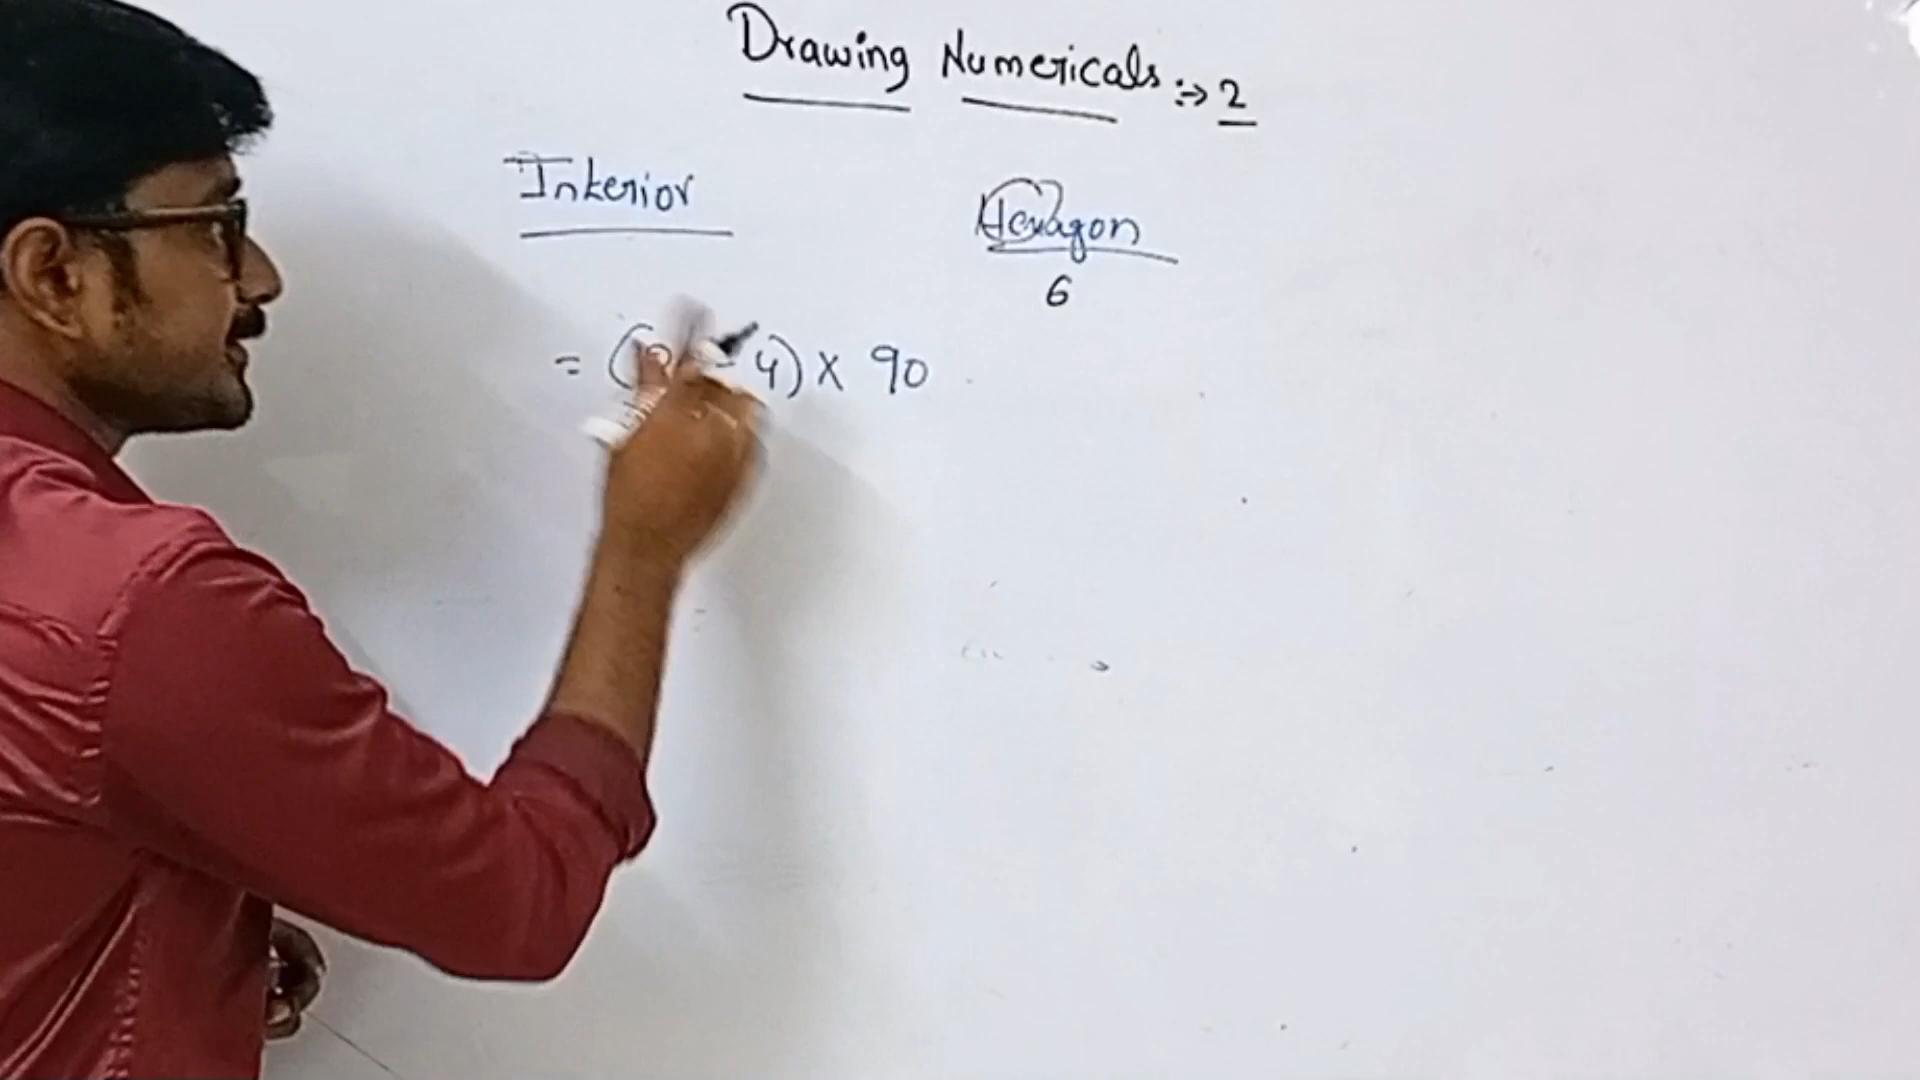 Drawing Numericals :→ 2
Interior
Hexagon
6
= ( - 4) x 90